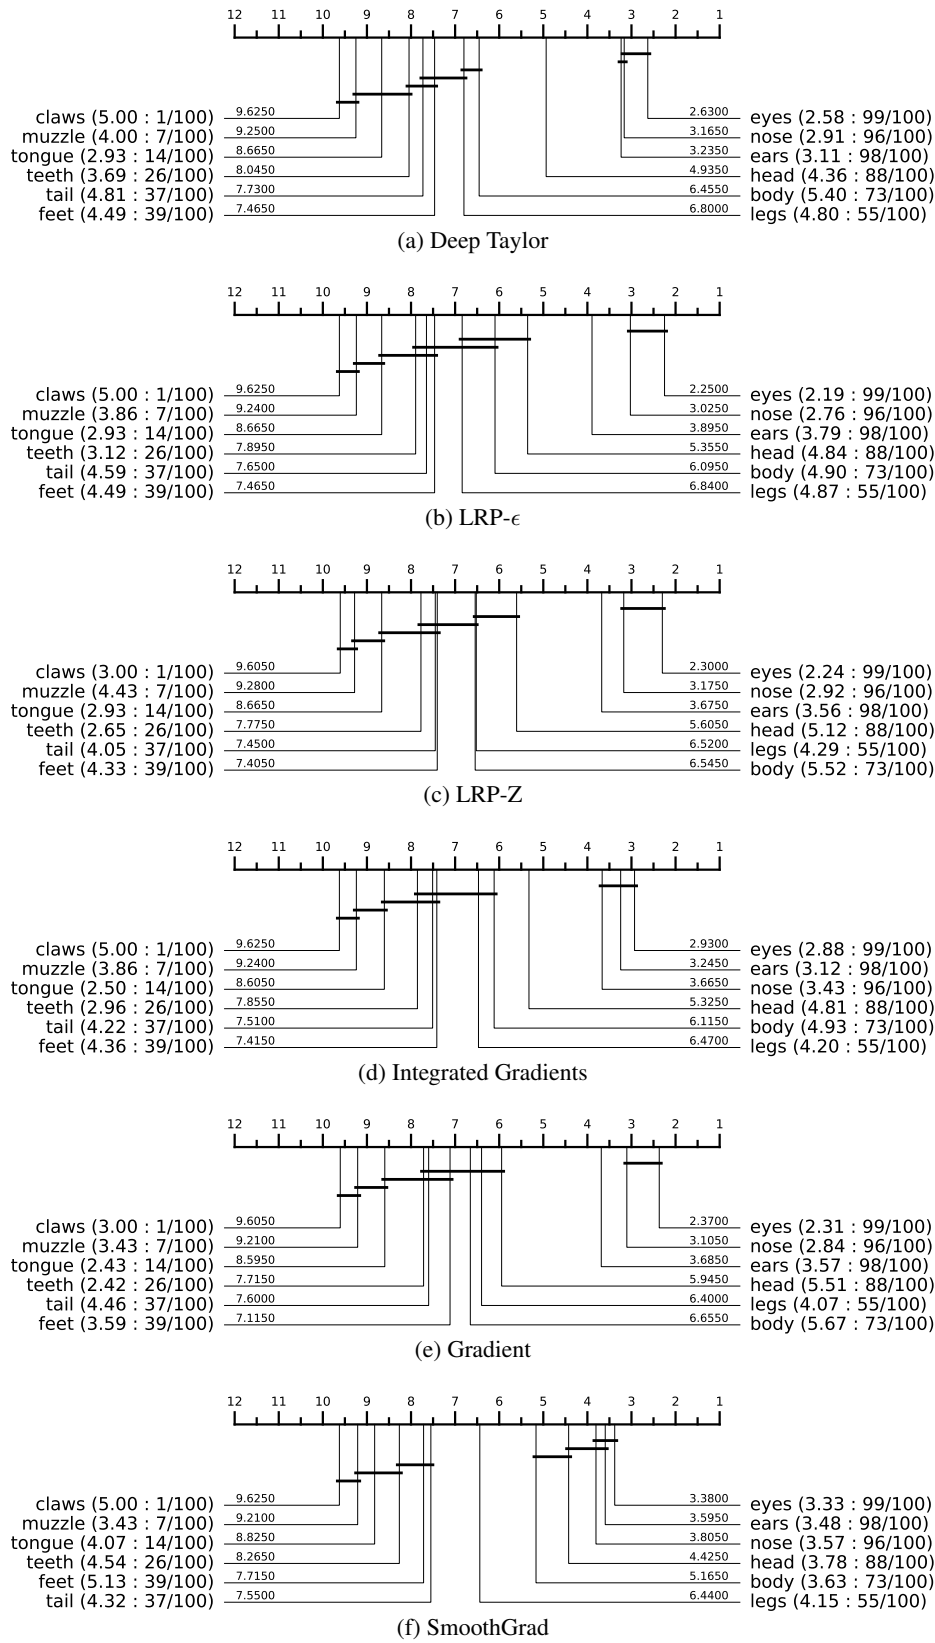 12 11 10 9 8 7 6 5 4 3 2 1
claws (5.00 : 1/100) 9.6250 2.6300 eyes (2.58 : 99/100)
muzzle (4.00 : 7/100) 9.2500 3.1650 nose (2.91 : 96/100)
tongue (2.93 : 14/100) 8.6650 3.2350 ears (3.11 : 98/100)
teeth (3.69 : 26/100) 8.0450 4.9350 head (4.36 : 88/100)
tail (4.81 : 37/100) 7.7300 6.4550 body (5.40 : 73/100)
feet (4.49 : 39/100) 7.4650 6.8000 legs (4.80 : 55/100)
(a) Deep Taylor
12 11 10 9 8 7 6 5 4 3 2 1
claws (5.00 : 1/100) 9.6250 2.2500 eyes (2.19 : 99/100)
muzzle (3.86 : 7/100) 9.2400 3.0250 nose (2.76 : 96/100)
tongue (2.93 : 14/100) 8.6650 3.8950 ears (3.79 : 98/100)
teeth (3.12 : 26/100) 7.8950 5.3550 head (4.84 : 88/100)
tail (4.59 : 37/100) 7.6500 6.0950 body (4.90 : 73/100)
feet (4.49 : 39/100) 7.4650 6.8400 legs (4.87 : 55/100)
(b) LRP-ϵ
12 11 10 9 8 7 6 5 4 3 2 1
claws (3.00 : 1/100) 9.6050 2.3000 eyes (2.24 : 99/100)
muzzle (4.43 : 7/100) 9.2800 3.1750 nose (2.92 : 96/100)
tongue (2.93 : 14/100) 8.6650 3.6750 ears (3.56 : 98/100)
teeth (2.65 : 26/100) 7.7750 5.6050 head (5.12 : 88/100)
tail (4.05 : 37/100) 7.4500 6.5200 legs (4.29 : 55/100)
feet (4.33 : 39/100) 7.4050 6.5450 body (5.52 : 73/100)
(c) LRP-Z
12 11 10 9 8 7 6 5 4 3 2 1
claws (5.00 : 1/100) 9.6250 2.9300 eyes (2.88 : 99/100)
muzzle (3.86 : 7/100) 9.2400 3.2450 ears (3.12 : 98/100)
tongue (2.50 : 14/100) 8.6050 3.6650 nose (3.43 : 96/100)
teeth (2.96 : 26/100) 7.8550 5.3250 head (4.81 : 88/100)
tail (4.22 : 37/100) 7.5100 6.1150 body (4.93 : 73/100)
feet (4.36 : 39/100) 7.4150 6.4700 legs (4.20 : 55/100)
(d) Integrated Gradients
12 11 10 9 8 7 6 5 4 3 2 1
claws (3.00 : 1/100) 9.6050 2.3700 eyes (2.31 : 99/100)
muzzle (3.43 : 7/100) 9.2100 3.1050 nose (2.84 : 96/100)
tongue (2.43 : 14/100) 8.5950 3.6850 ears (3.57 : 98/100)
teeth (2.42 : 26/100) 7.7150 5.9450 head (5.51 : 88/100)
tail (4.46 : 37/100) 7.6000 6.4000 legs (4.07 : 55/100)
feet (3.59 : 39/100) 7.1150 6.6550 body (5.67 : 73/100)
(e) Gradient
12 11 10 9 8 7 6 5 4 3 2 1
claws (5.00 : 1/100) 9.6250 3.3800 eyes (3.33 : 99/100)
muzzle (3.43 : 7/100) 9.2100 3.5950 ears (3.48 : 98/100)
tongue (4.07 : 14/100) 8.8250 3.8050 nose (3.57 : 96/100)
teeth (4.54 : 26/100) 8.2650 4.4250 head (3.78 : 88/100)
feet (5.13 : 39/100) 7.7150 5.1650 body (3.63 : 73/100)
tail (4.32 : 37/100) 7.5500 6.4400 legs (4.15 : 55/100)
(f) SmoothGrad